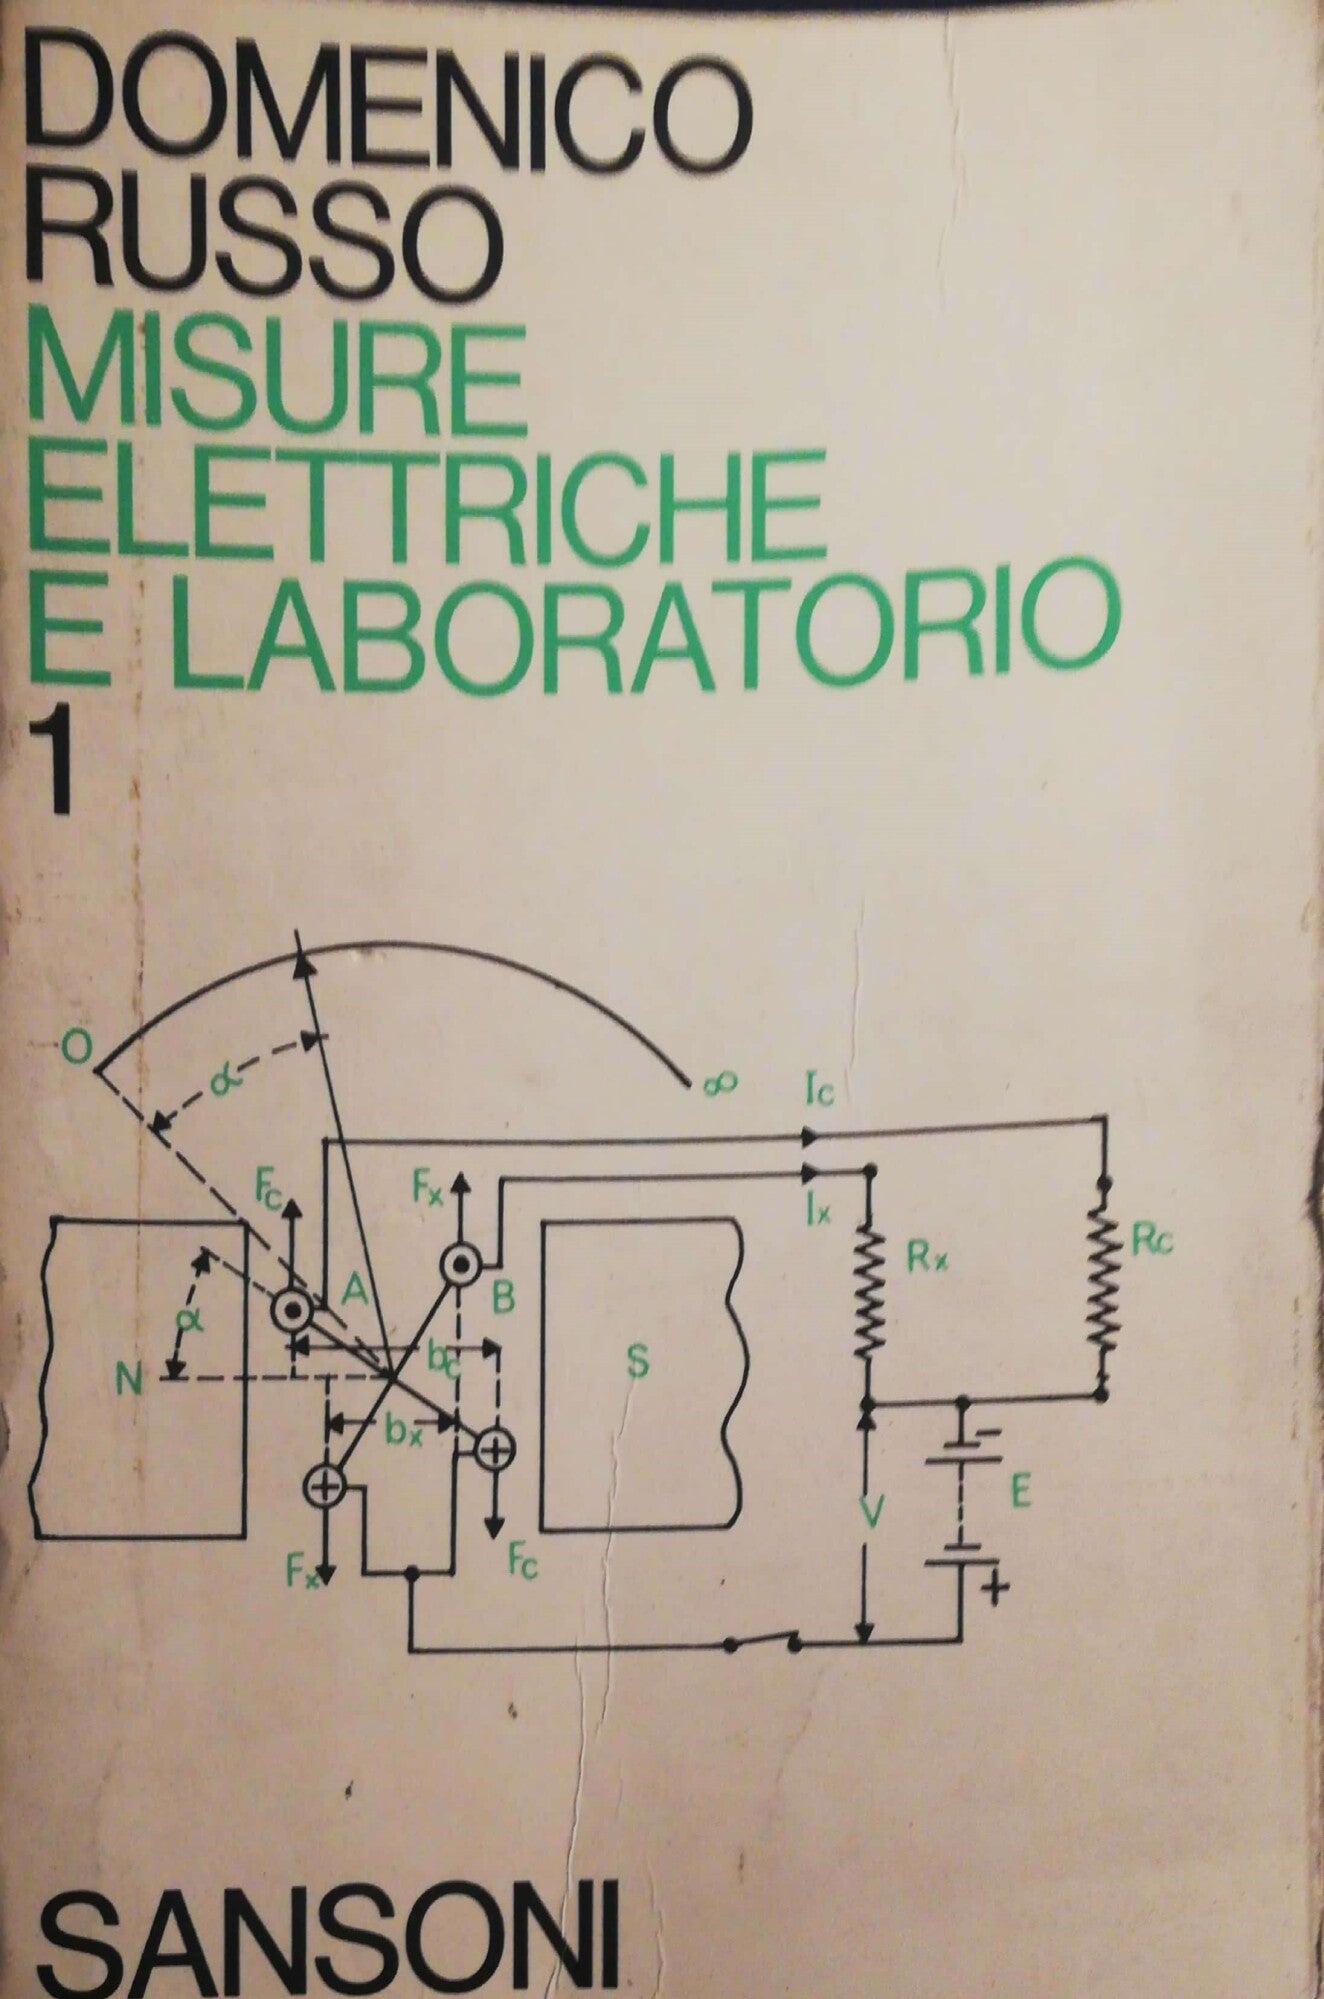 DOMENICO
RUSSO
MISURE
ELETTRICHE
E LABORATORIO
1
O
α
∞
Ic
Fc
Fx
Ix
Rx
Rc
α
A
B
N
bc
S
bx
−
E
V
Fx
Fc
+
SANSONI